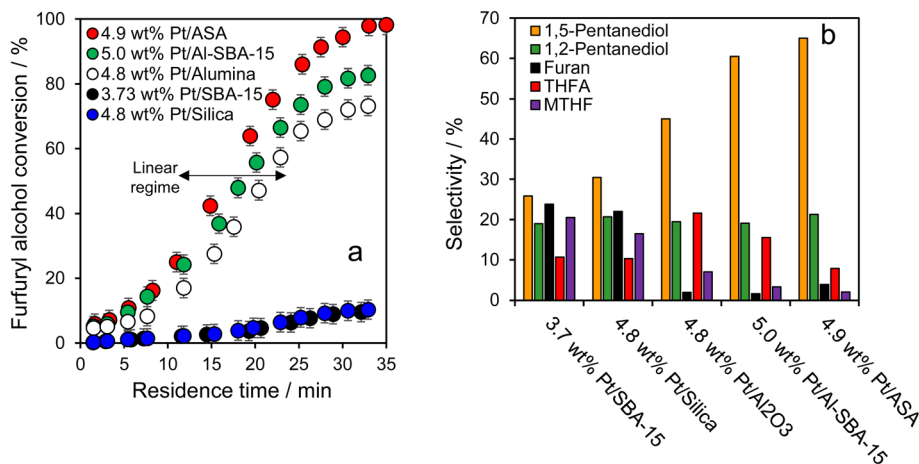 4.9 wt% Pt/ASA
5.0 wt% Pt/Al-SBA-15
4.8 wt% Pt/Alumina
3.73 wt% Pt/SBA-15
4.8 wt% Pt/Silica
Linear
regime
a
Furfuryl alcohol conversion / %
100
80
60
40
20
0
0 5 10 15 20 25 30 35
Residence time / min
1,5-Pentanediol
1,2-Pentanediol
Furan
THFA
MTHF
b
Selectivity / %
70
60
50
40
30
20
10
0
3.7 wt% Pt/SBA-15
4.8 wt% Pt/Silica
4.8 wt% Pt/Al2O3
5.0 wt% Pt/Al-SBA-15
4.9 wt% Pt/ASA